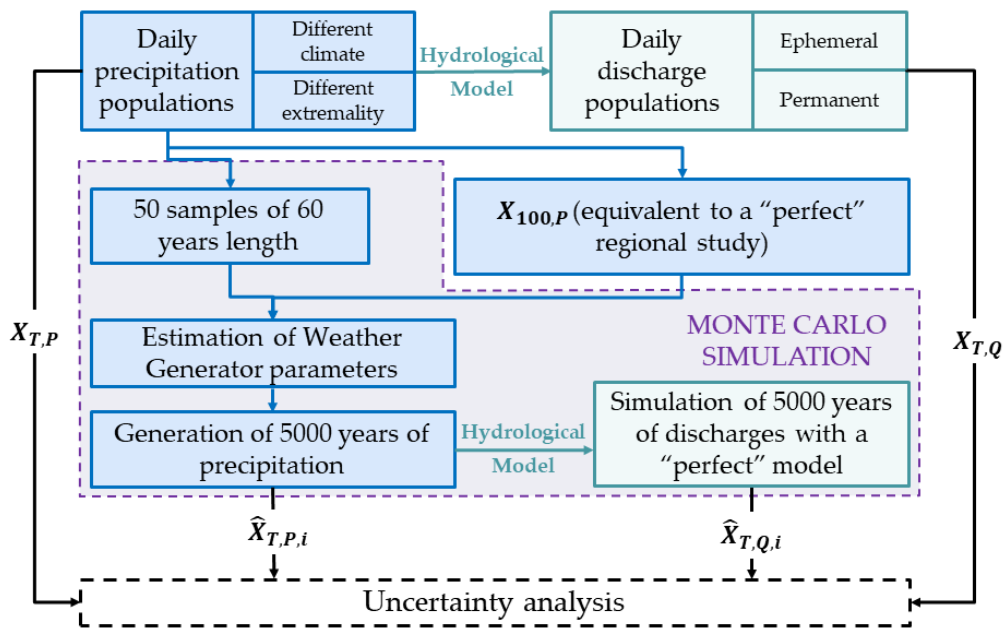 Daily
precipitation
populations
Different
climate
Different
extremality
Hydrological
Model
Daily
discharge
populations
Ephemeral
Permanent
50 samples of 60
years length
X100,P (equivalent to a “perfect”
regional study)
XT,P
Estimation of Weather
Generator parameters
MONTE CARLO
SIMULATION
XT,Q
Generation of 5000 years of
precipitation
Hydrological
Model
Simulation of 5000 years
of discharges with a
“perfect” model
X̂T,P,i
X̂T,Q,i
Uncertainty analysis